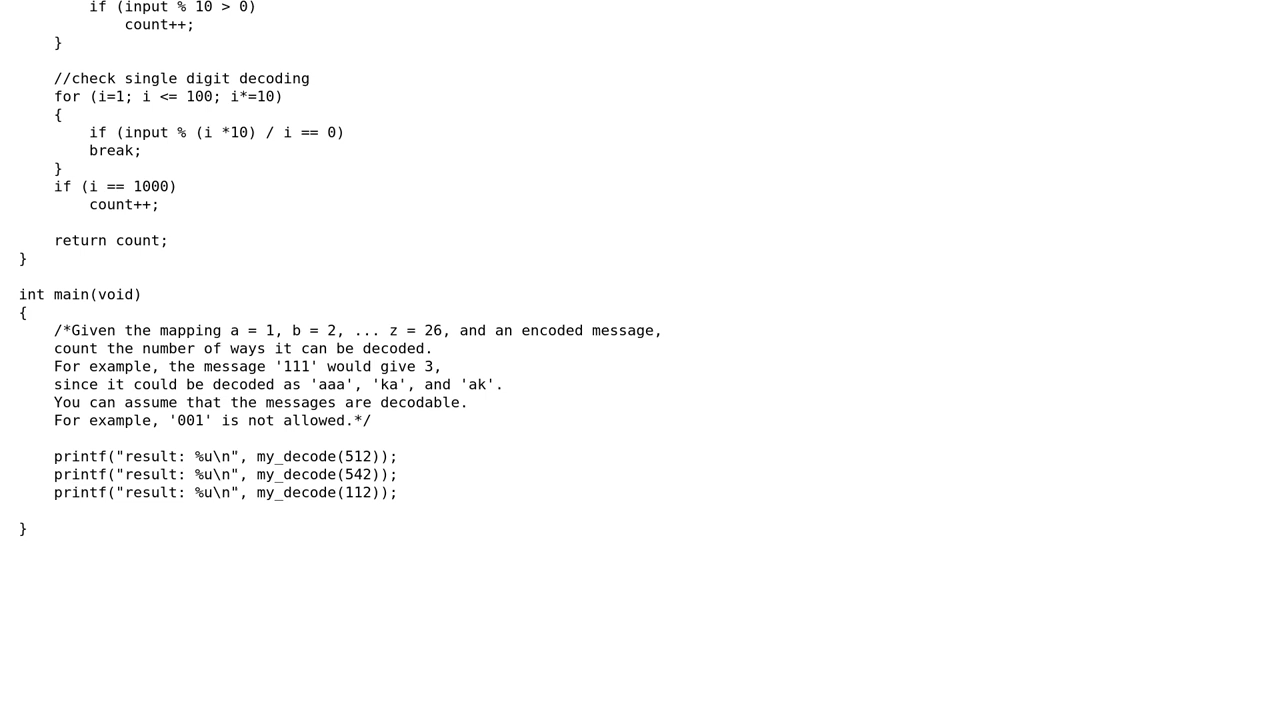 if (input % 10 > 0)
            count++;
    }

    //check single digit decoding
    for (i=1; i <= 100; i*=10)
    {
        if (input % (i *10) / i == 0)
        break;
    }
    if (i == 1000)
        count++;

    return count;
}

int main(void)
{
    /*Given the mapping a = 1, b = 2, ... z = 26, and an encoded message,
    count the number of ways it can be decoded.
    For example, the message '111' would give 3,
    since it could be decoded as 'aaa', 'ka', and 'ak'.
    You can assume that the messages are decodable.
    For example, '001' is not allowed.*/

    printf("result: %u\n", my_decode(512));
    printf("result: %u\n", my_decode(542));
    printf("result: %u\n", my_decode(112));

}